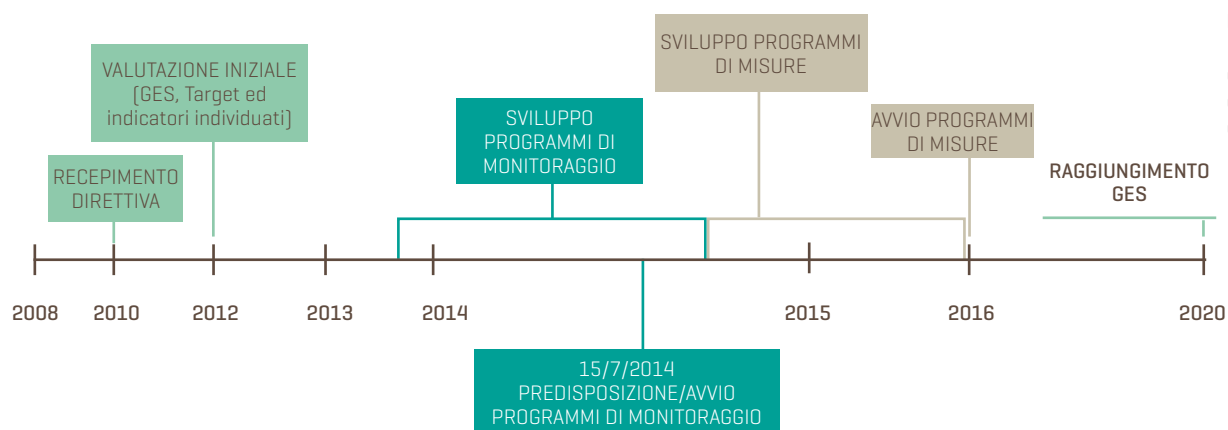 VALUTAZIONE INIZIALE
(GES, Target ed
indicatori individuati)
RECEPIMENTO
DIRETTIVA
SVILUPPO
PROGRAMMI DI
MONITORAGGIO
SVILUPPO PROGRAMMI
DI MISURE
AVVIO PROGRAMMI
DI MISURE
RAGGIUNGIMENTO
GES
2008
2010
2012
2013
2014
2015
2016
2020
15/7/2014
PREDISPOSIZIONE/AVVIO
PROGRAMMI DI MONITORAGGIO